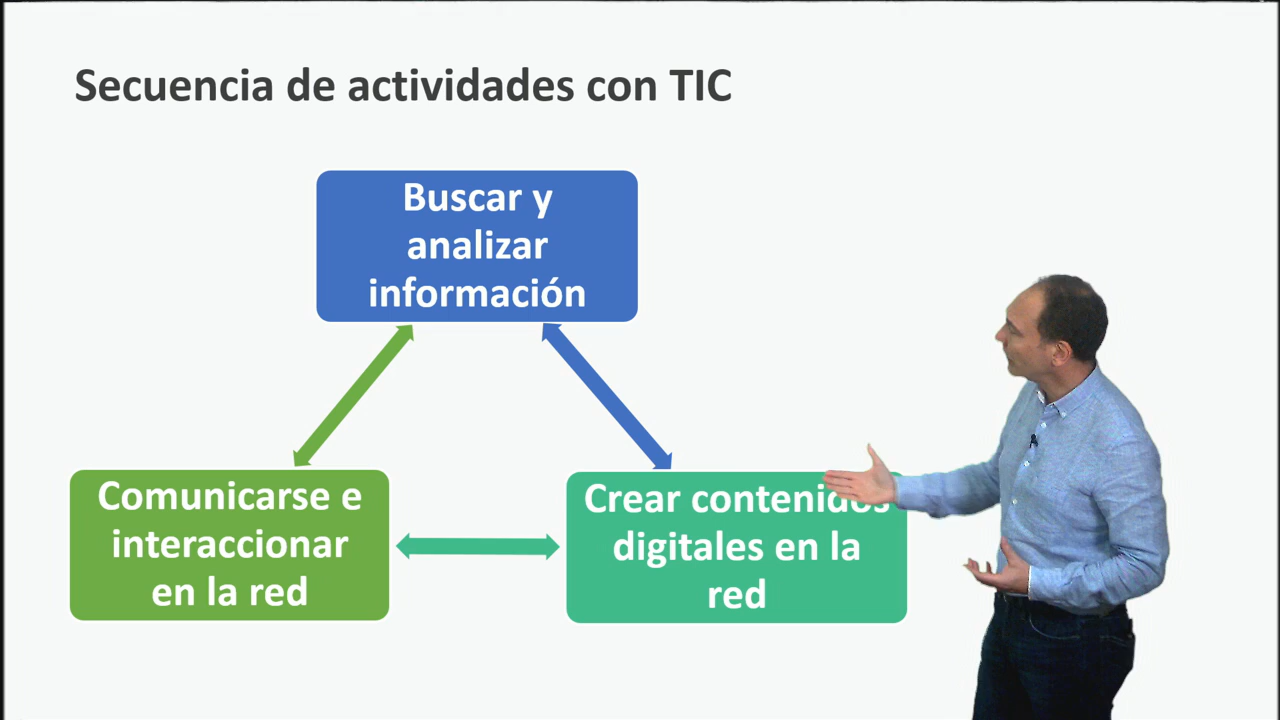 Secuencia de actividades con TIC
Buscar y
analizar
información
Comunicarse e
interaccionar
en la red
Crear contenidos
digitales en la
red